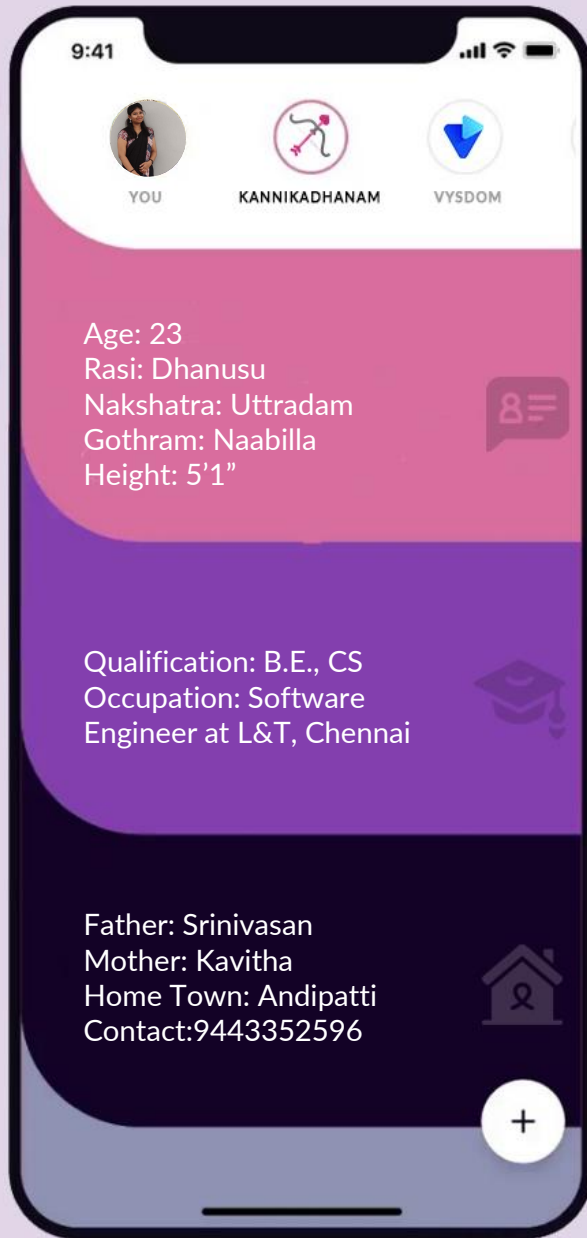 9:41
YOU
KANNIKADHANAM
VYSDOM
Age: 23
Rasi: Dhanusu
Nakshatra: Uttradam
Gothram: Naabilla
Height: 5’1”
Qualification: B.E., CS
Occupation: Software
Engineer at L&T, Chennai
Father: Srinivasan
Mother: Kavitha
Home Town: Andipatti
Contact:9443352596